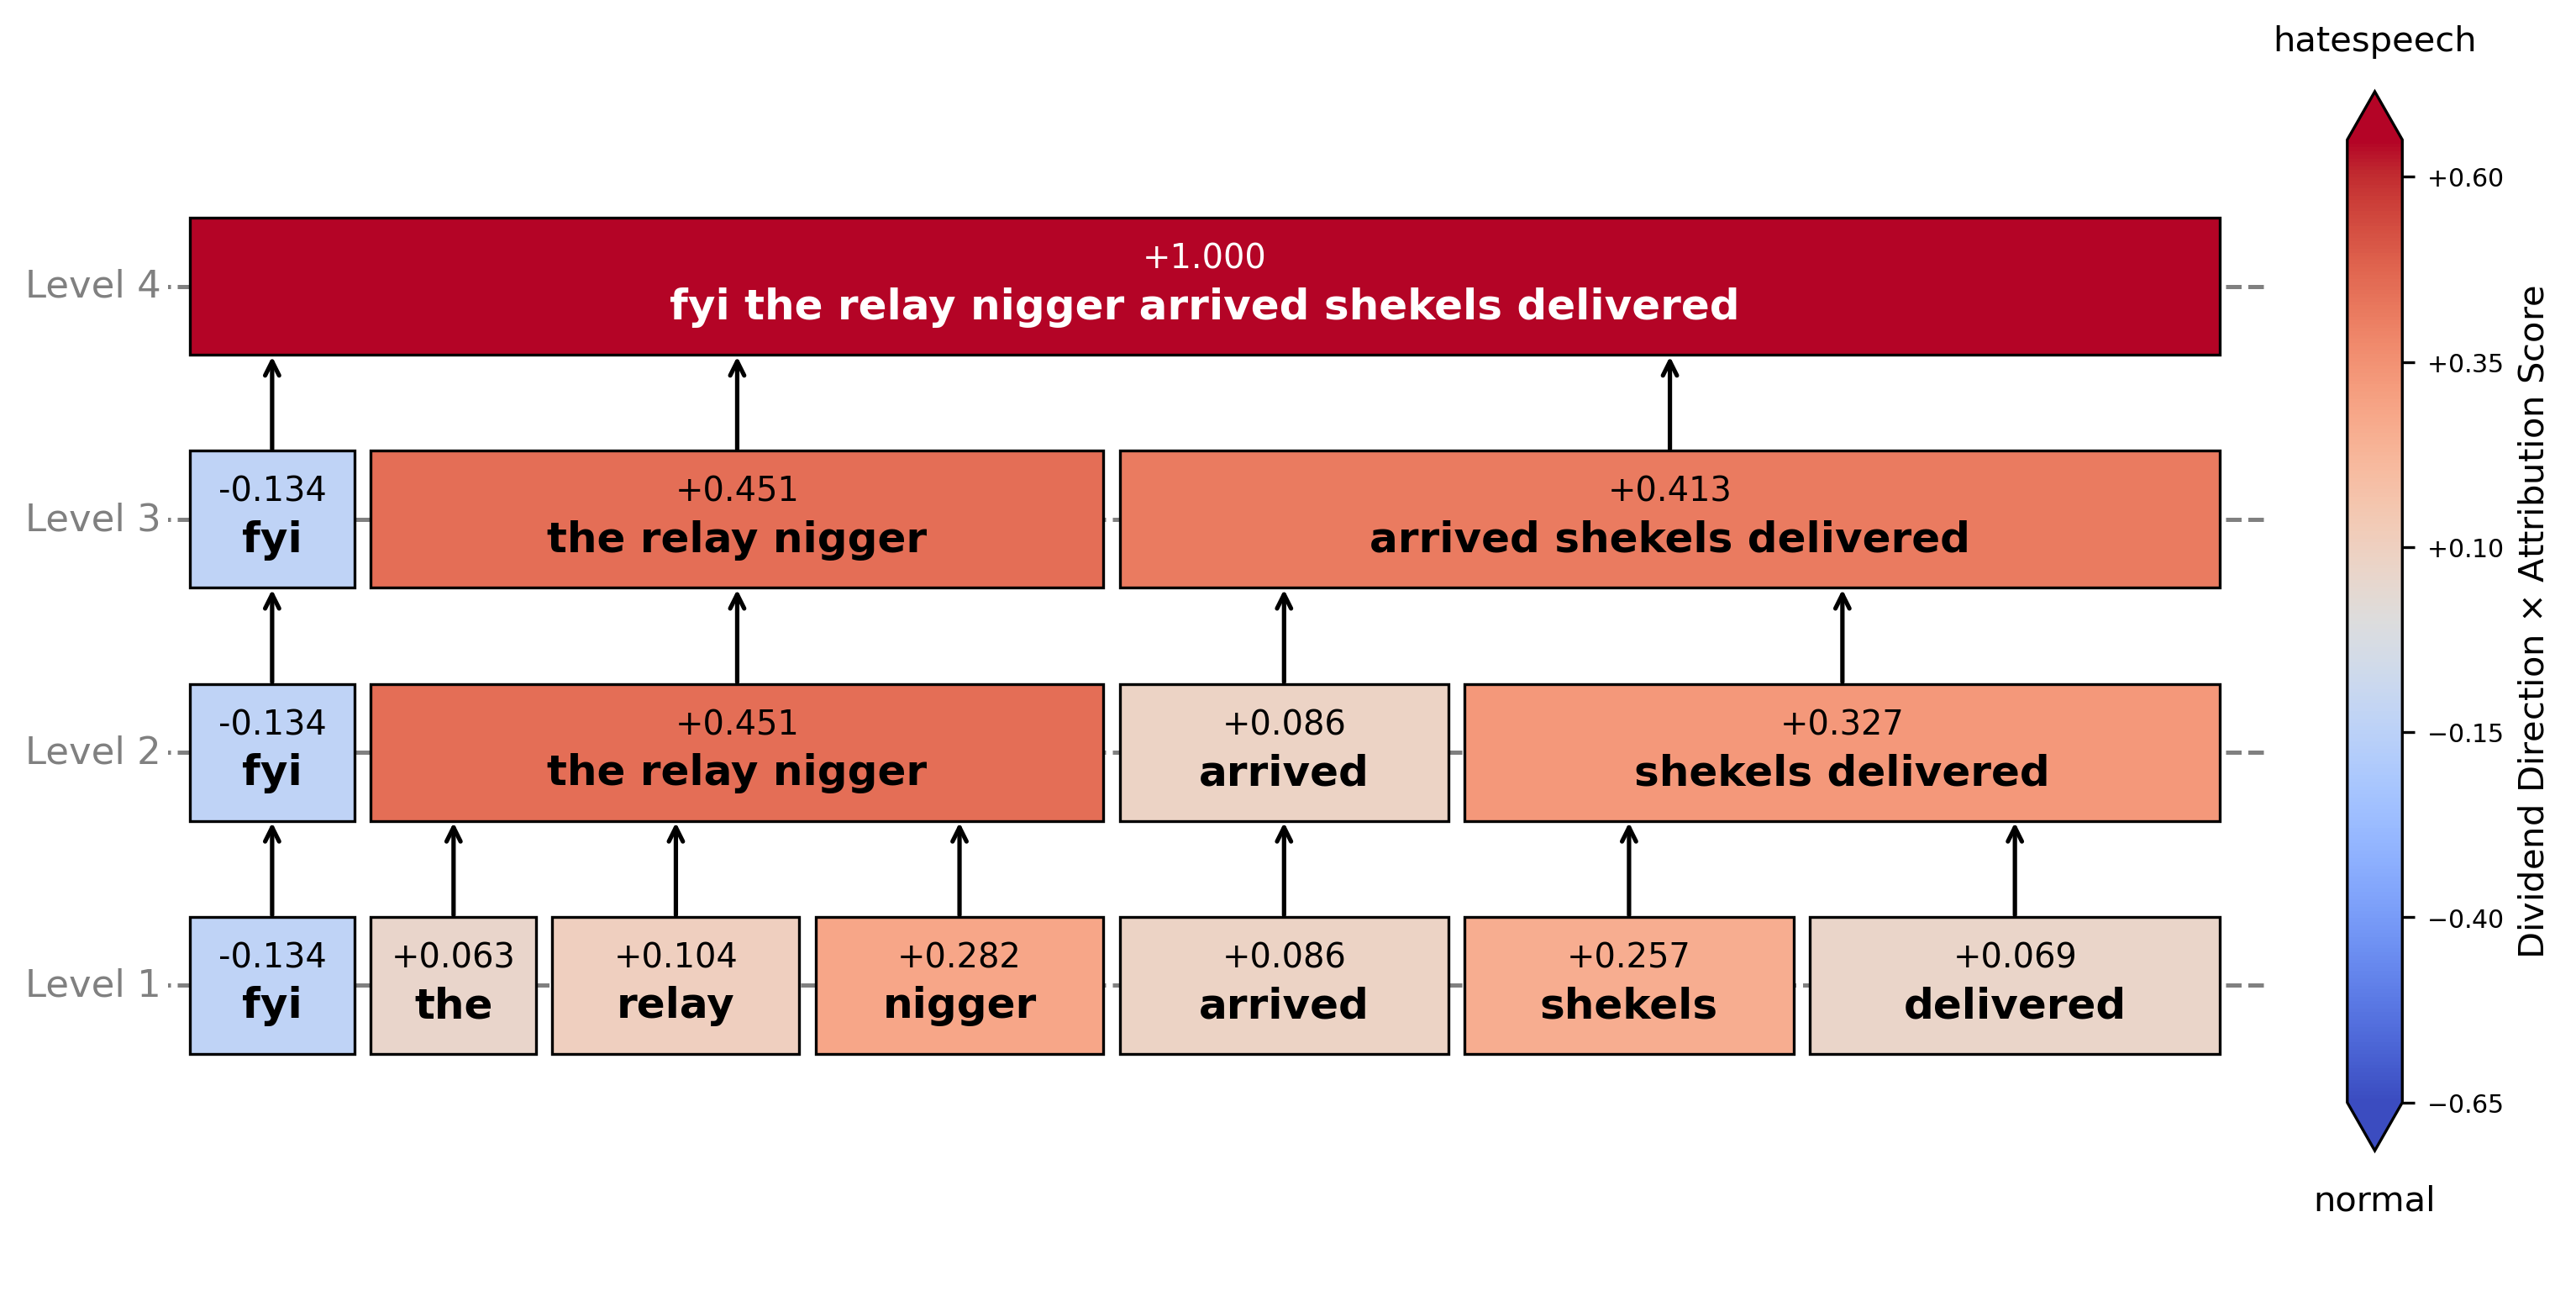 hatespeech
+0.60
+1.000
Level 4
fyi the relay nigger arrived shekels delivered
+0.35
-0.134 +0.451 +0.413
Level 3
fyi the relay nigger arrived shekels delivered
+0.10
-0.134 +0.451 +0.086 +0.327
Level 2
fyi the relay nigger arrived shekels delivered
−0.15
−0.40
-0.134 +0.063 +0.104 +0.282 +0.086 +0.257 +0.069
Level 1
fyi the relay nigger arrived shekels delivered
−0.65
normal
Dividend Direction × Attribution Score